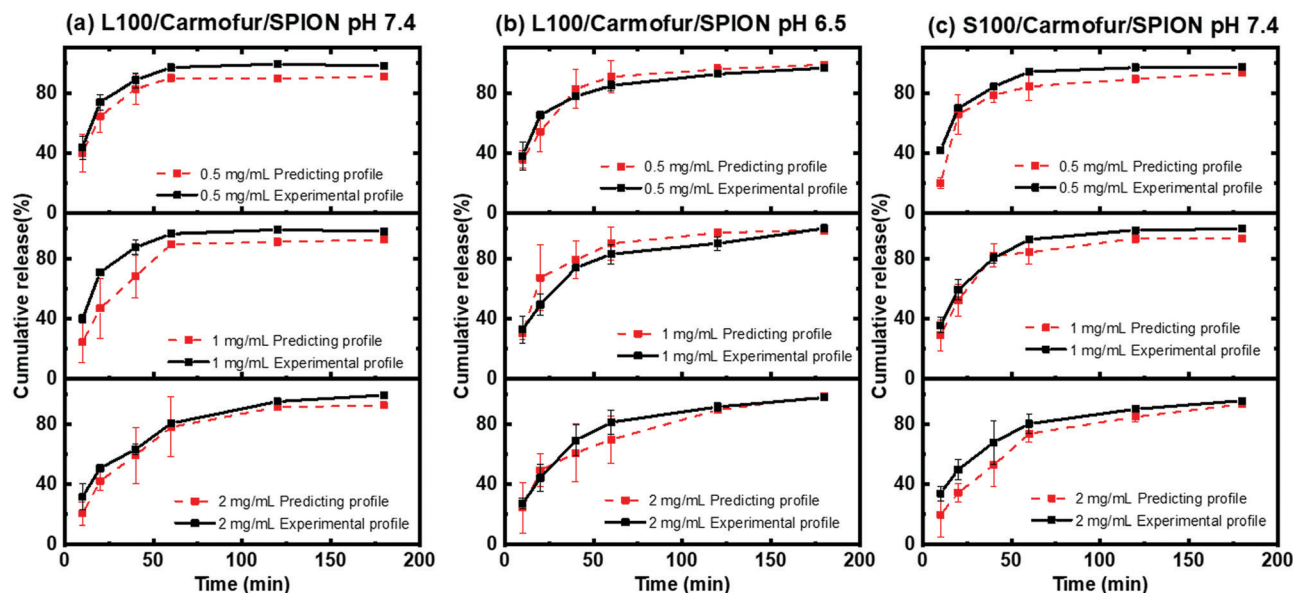 (a) L100/Carmofur/SPION pH 7.4
80
40
0
0.5 mg/mL Predicting profile
0.5 mg/mL Experimental profile
80
40
0
1 mg/mL Predicting profile
1 mg/mL Experimental profile
80
40
0
2 mg/mL Predicting profile
2 mg/mL Experimental profile
Cumulative release(%)
0 50 100 150 200
Time (min)
(b) L100/Carmofur/SPION pH 6.5
80
40
0
0.5 mg/mL Predicting profile
0.5 mg/mL Experimental profile
80
40
0
1 mg/mL Predicting profile
1 mg/mL Experimental profile
80
40
0
2 mg/mL Predicting profile
2 mg/mL Experimental profile
Cumulative release(%)
0 50 100 150 200
Time (min)
(c) S100/Carmofur/SPION pH 7.4
80
40
0
0.5 mg/mL Predicting profile
0.5 mg/mL Experimental profile
80
40
0
1 mg/mL Predicting profile
1 mg/mL Experimental profile
80
40
0
2 mg/mL Predicting profile
2 mg/mL Experimental profile
Cumulative release(%)
0 50 100 150 200
Time (min)